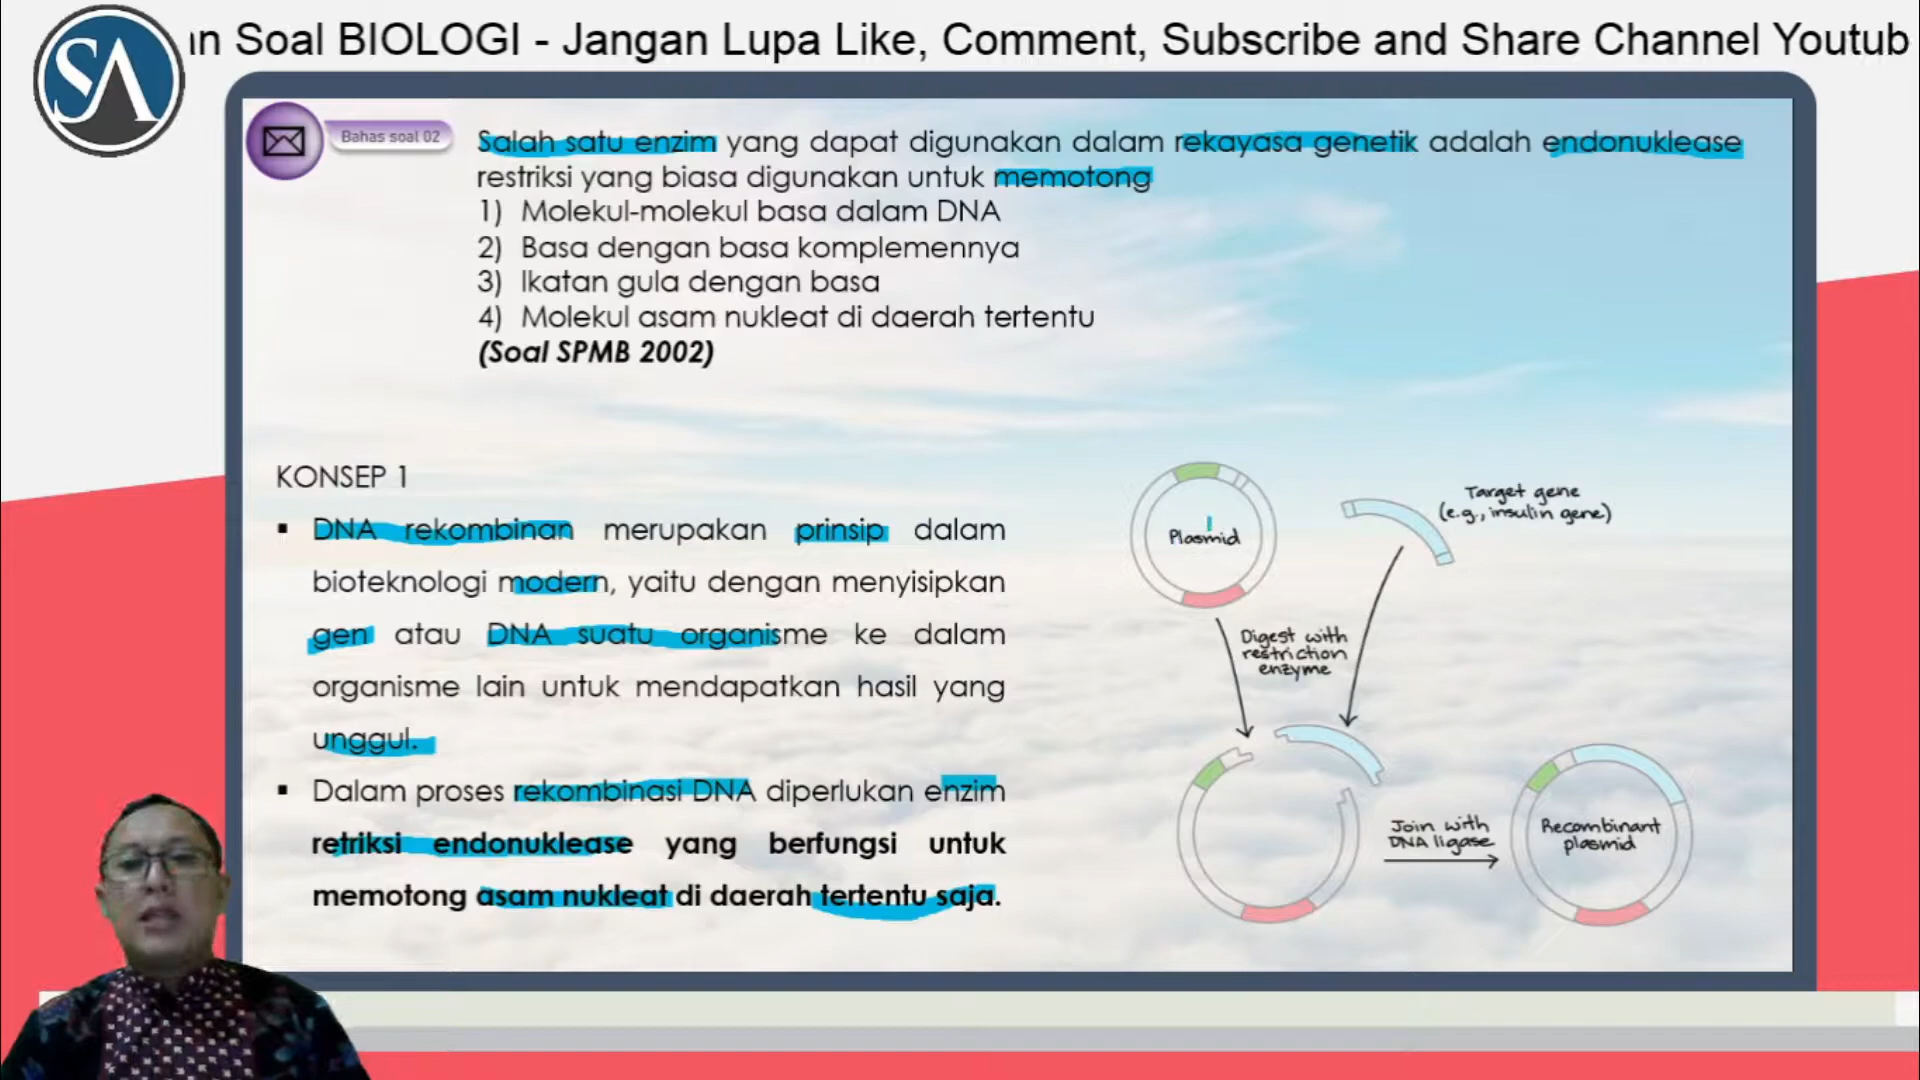 an Soal BIOLOGI - Jangan Lupa Like, Comment, Subscribe and Share Channel Youtub
SA
Bahas soal 02
Salah satu enzim yang dapat digunakan dalam rekayasa genetik adalah endonuklease
restriksi yang biasa digunakan untuk memotong
1) Molekul-molekul basa dalam DNA
2) Basa dengan basa komplemennya
3) Ikatan gula dengan basa
4) Molekul asam nukleat di daerah tertentu
(Soal SPMB 2002)
KONSEP 1
▪ DNA rekombinan merupakan prinsip dalam
bioteknologi modern, yaitu dengan menyisipkan
gen atau DNA suatu organisme ke dalam
organisme lain untuk mendapatkan hasil yang
unggul.
▪ Dalam proses rekombinasi DNA diperlukan enzim
retriksi endonuklease yang berfungsi untuk
memotong asam nukleat di daerah tertentu saja.
Plasmid
Target gene
(e.g., insulin gene)
Digest with
restriction
enzyme
Join with
DNA ligase
Recombinant
plasmid